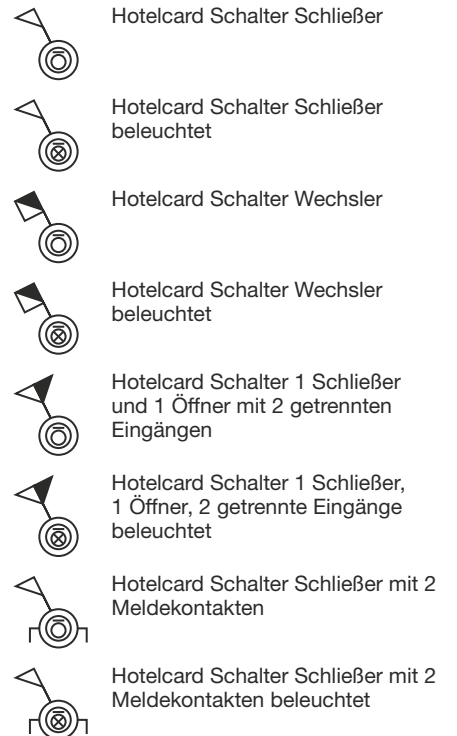 Hotelcard Schalter Schließer
Hotelcard Schalter Schließer
beleuchtet
Hotelcard Schalter Wechsler
Hotelcard Schalter Wechsler
beleuchtet
Hotelcard Schalter 1 Schließer
und 1 Öffner mit 2 getrennten
Eingängen
Hotelcard Schalter 1 Schließer,
1 Öffner, 2 getrennte Eingänge
beleuchtet
Hotelcard Schalter Schließer mit 2
Meldekontakten
Hotelcard Schalter Schließer mit 2
Meldekontakten beleuchtet